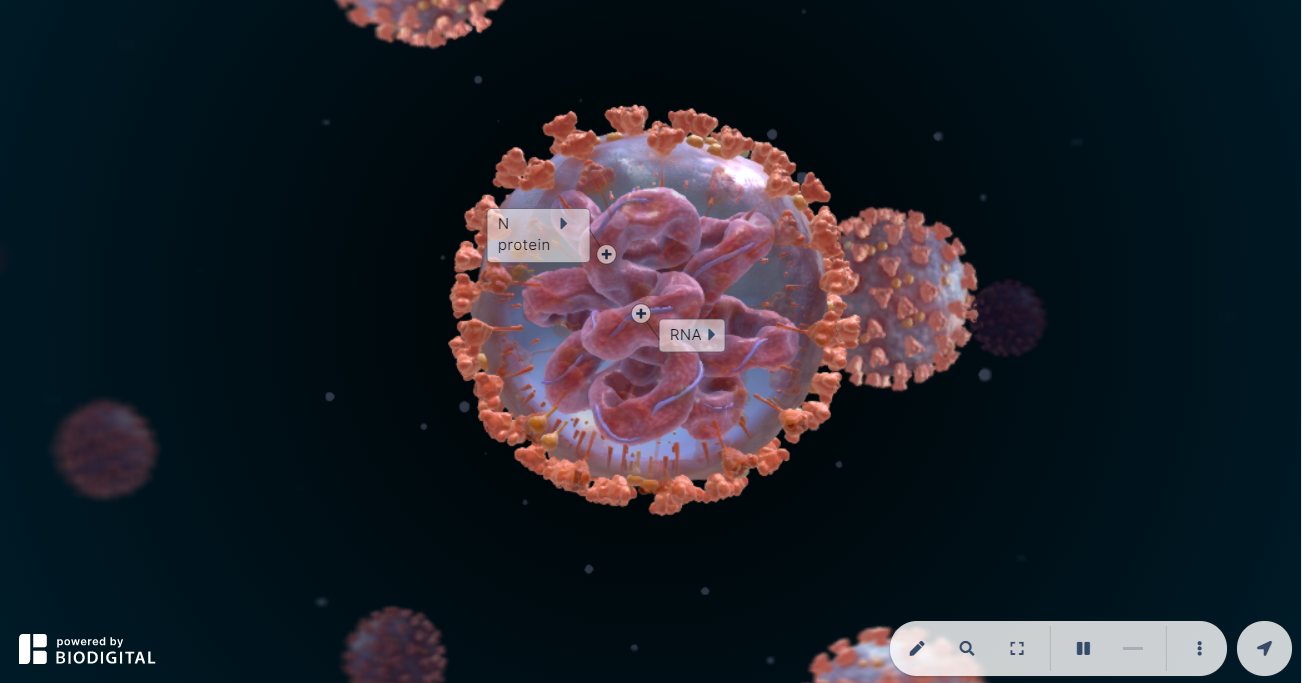 N
protein
RNA
powered by
BIODIGITAL